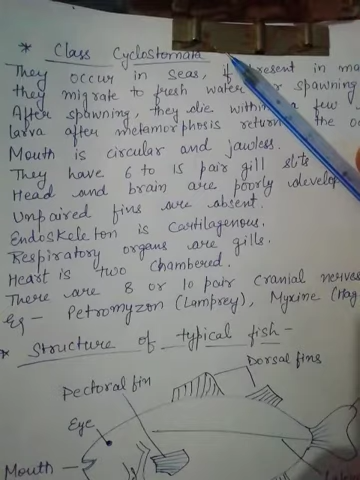 * Class Cyclostomata
They occur in seas, if present in
they migrate to fresh water for spawning
After spawning, they die within a few
larva after metamorphosis return the
Mouth is circular and jawless.
They have 6 to 15 pair gill slits
Head and brain are poorly develop
Unpaired fins are absent.
Endoskeleton is Cartilagenous.
Respiratory organs are gills.
Heart is two chambered.
There are 8 or 10 pair cranial nerves
Eg - Petromyzon (Lamprey), Myxine (Hag
* Structure of typical fish -
Dorsal fins
Pectoral fin
Eye
Mouth